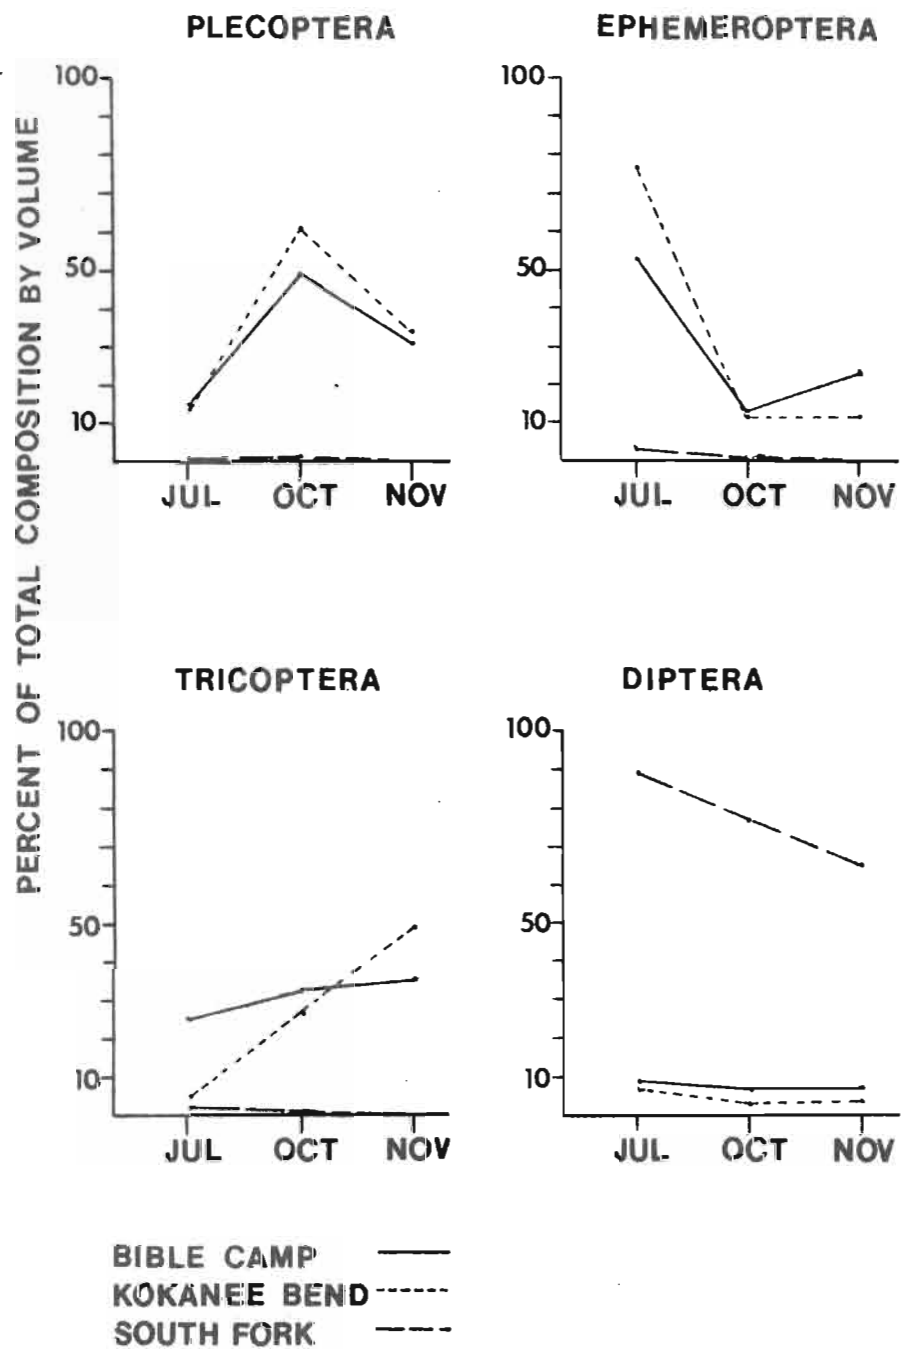 PLECOPTERA
EPHEMEROPTERA
PERCENT OF TOTAL COMPOSITION BY VOLUME
100
50
10
JUL
OCT
NOV
100
50
10
JUL
OCT
NOV
TRICOPTERA
DIPTERA
100
50
10
JUL
OCT
NOV
100
50
10
JUL
OCT
NOV
BIBLE CAMP
KOKANEE BEND
SOUTH FORK